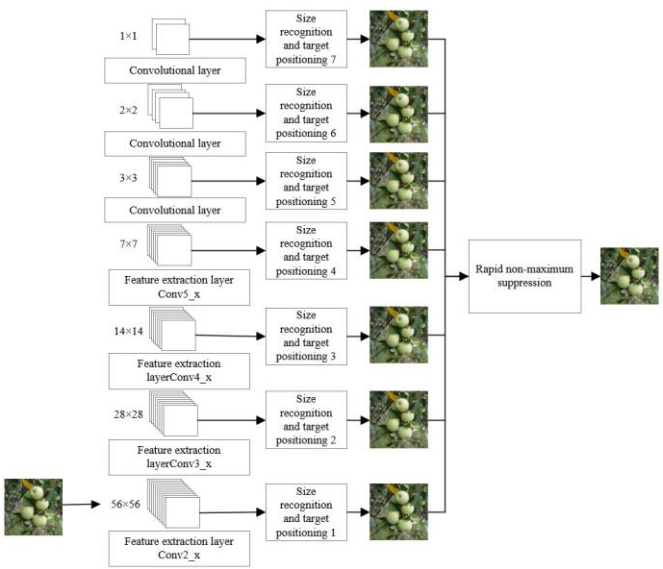 1×1
Convolutional layer
Size
recognition
and target
positioning 7
2×2
Convolutional layer
Size
recognition
and target
positioning 6
3×3
Convolutional layer
Size
recognition
and target
positioning 5
7×7
Feature extraction layer
Conv5_x
Size
recognition
and target
positioning 4
Rapid non-maximum
suppression
14×14
Feature extraction
layerConv4_x
Size
recognition
and target
positioning 3
28×28
Feature extraction
layerConv3_x
Size
recognition
and target
positioning 2
56×56
Feature extraction layer
Conv2_x
Size
recognition
and target
positioning 1